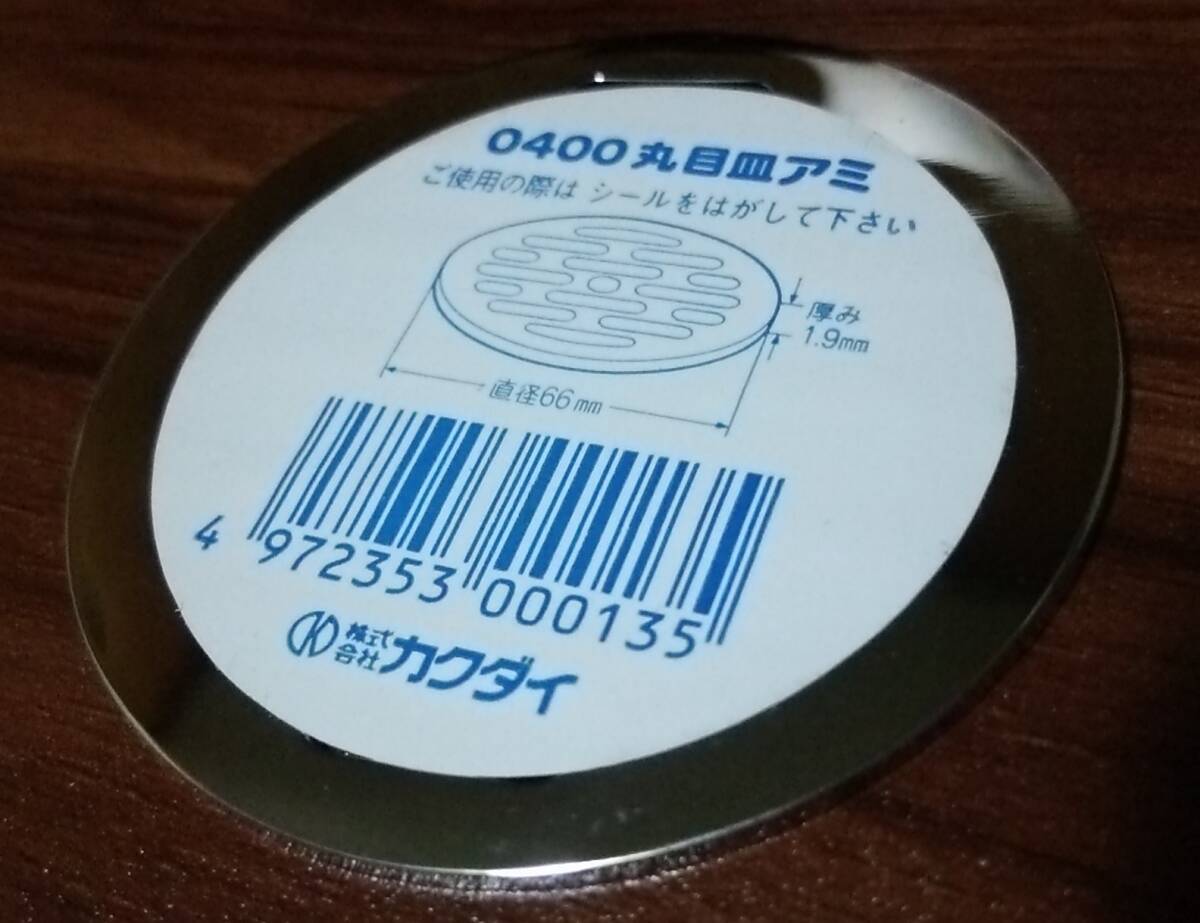 0400丸目皿アミ
ご使用の際は シールをはがして下さい
厚み
1.9mm
直径66mm
4 972353 000135
株式会社カクダイ